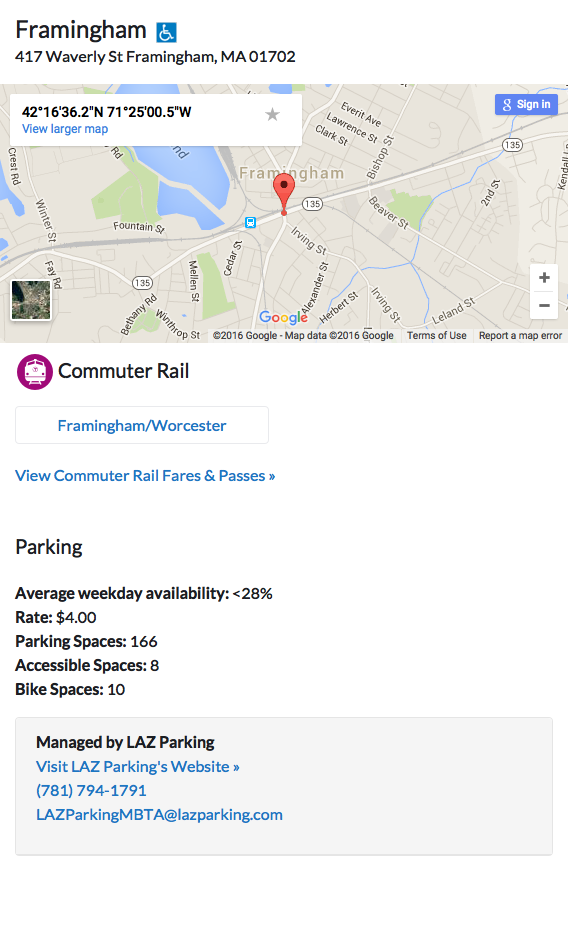 Framingham
417 Waverly St Framingham, MA 01702
42°16'36.2"N 71°25'00.5"W
View larger map
Sign in
Everit Ave
Lawrence St
Clark St
Bishop St
135
Kendall L
Crest Rd
Rd
nd
Framingham
2nd St
135
Beaver St
Winter St
Fountain St
Irving St
Cedar St
Mellen St
Fay Rd
135
Alexander St
Herbert St
Irving St
Leland St
Bethany Rd
Winthrop St
Google
©2016 Google - Map data ©2016 Google Terms of Use Report a map error
Commuter Rail
Framingham/Worcester
View Commuter Rail Fares & Passes »
Parking
Average weekday availability: <28%
Rate: $4.00
Parking Spaces: 166
Accessible Spaces: 8
Bike Spaces: 10
Managed by LAZ Parking
Visit LAZ Parking's Website »
(781) 794-1791
LAZParkingMBTA@lazparking.com